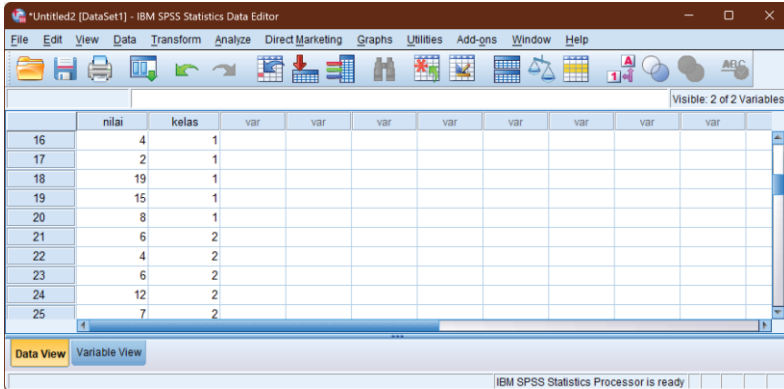 *Untitled2 [DataSet1] - IBM SPSS Statistics Data Editor
File Edit View Data Transform Analyze Direct Marketing Graphs Utilities Add-ons Window Help
Visible: 2 of 2 Variables
nilai kelas var var var var var var var var
16 4 1
17 2 1
18 19 1
19 15 1
20 8 1
21 6 2
22 4 2
23 6 2
24 12 2
25 7 2
Data View Variable View
IBM SPSS Statistics Processor is ready